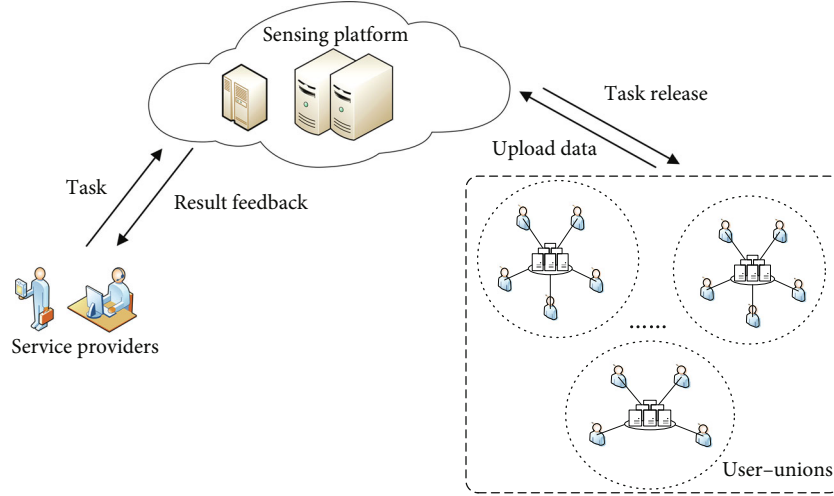 Sensing platform
Task release
Upload data
Task
Result feedback
Service providers
......
User–unions